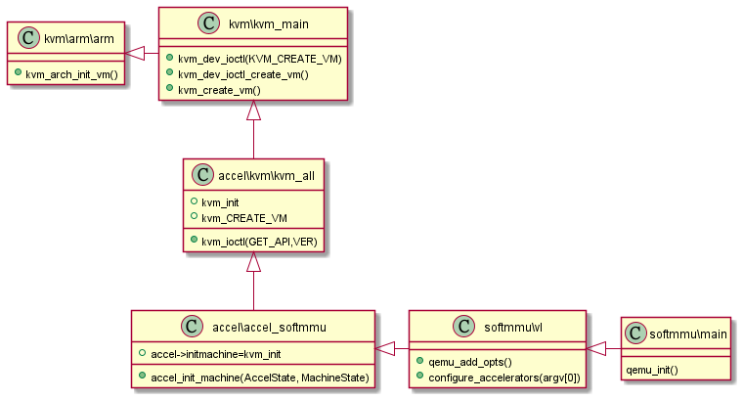 C kvm\arm\arm
kvm_arch_init_vm()
C kvm\kvm_main
kvm_dev_ioctl(KVM_CREATE_VM)
kvm_dev_ioctl_create_vm()
kvm_create_vm()
C accel\kvm\kvm_all
kvm_init
kvm_CREATE_VM
kvm_ioctl(GET_API,VER)
C accel\accel_softmmu
accel->initmachine=kvm_init
accel_init_machine(AccelState, MachineState)
C softmmu\vl
qemu_add_opts()
configure_accelerators(argv[0])
C softmmu\main
qemu_init()